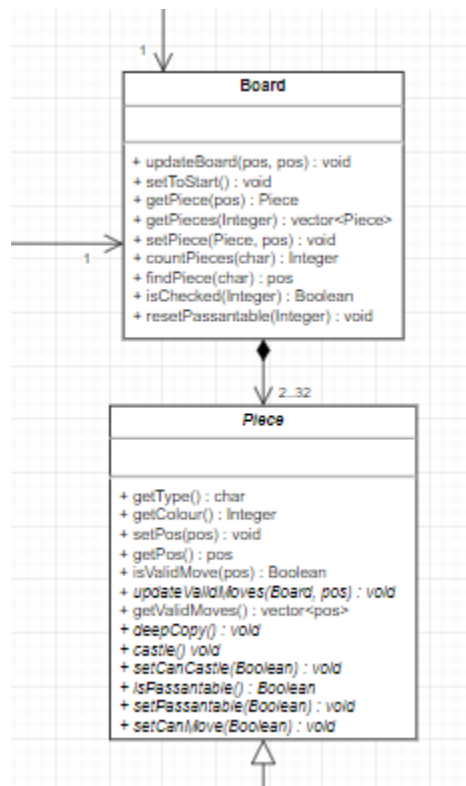 1
Board
+ updateBoard(pos, pos) : void
+ setToStart() : void
+ getPiece(pos) : Piece
+ getPieces(Integer) : vector<Piece>
+ setPiece(Piece, pos) : void
+ countPieces(char) : Integer
+ findPiece(char) : pos
+ isChecked(Integer) : Boolean
+ resetPassantable(Integer) : void
1
2..32
Piece
+ getType() : char
+ getColour() : Integer
+ setPos(pos) : void
+ getPos() : pos
+ isValidMove(pos) : Boolean
+ updateValidMoves(Board, pos) : void
+ getValidMoves() : vector<pos>
+ deepCopy() : void
+ castle() void
+ setCanCastle(Boolean) : void
+ isPassantable() : Boolean
+ setPassantable(Boolean) : void
+ setCanMove(Boolean) : void